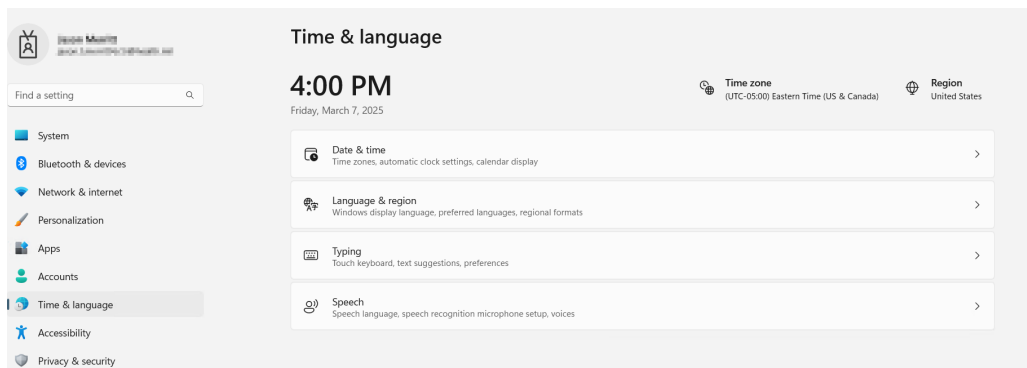 Find a setting
System
Bluetooth & devices
Network & internet
Personalization
Apps
Accounts
Time & language
Accessibility
Privacy & security
Time & language
4:00 PM
Friday, March 7, 2025
Time zone
(UTC-05:00) Eastern Time (US & Canada)
Region
United States
Date & time
Time zones, automatic clock settings, calendar display
Language & region
Windows display language, preferred languages, regional formats
Typing
Touch keyboard, text suggestions, preferences
Speech
Speech language, speech recognition microphone setup, voices